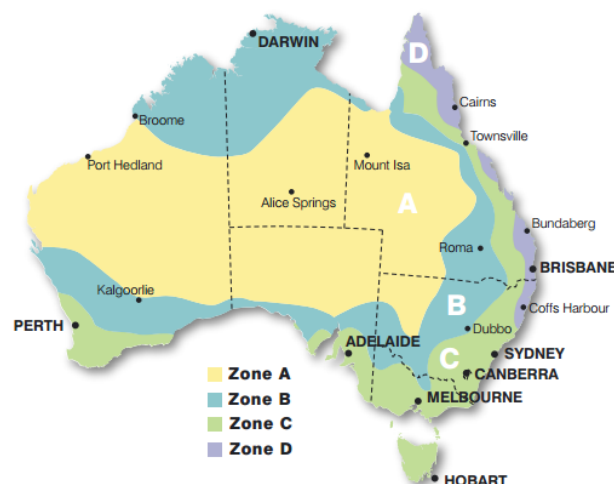 DARWIN
D
Cairns
Broome
Townsville
Port Hedland
Mount Isa
Alice Springs
A
Bundaberg
Roma
BRISBANE
Kalgoorlie
B
Coffs Harbour
PERTH
Dubbo
ADELAIDE
C
SYDNEY
CANBERRA
Zone A
Zone B
MELBOURNE
Zone C
Zone D
HOBART